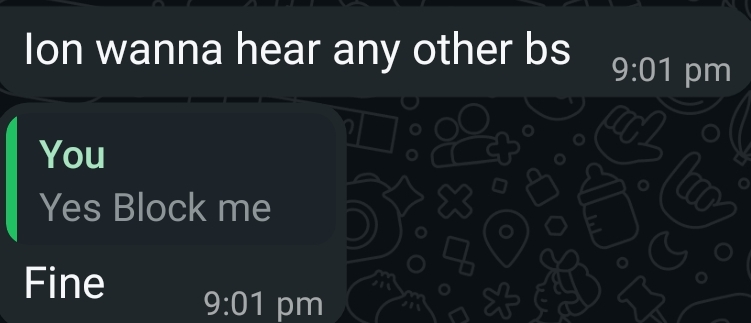 Ion wanna hear any other bs
9:01 pm
You
Yes Block me
Fine
9:01 pm